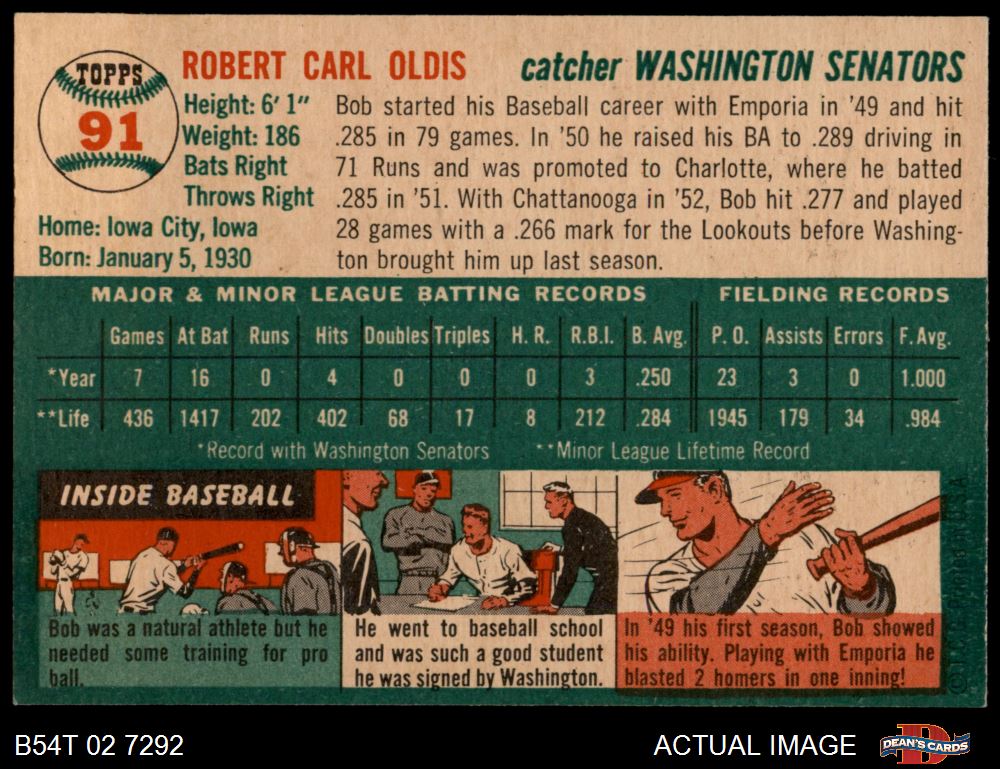 TOPPS
91
ROBERT CARL OLDIS
catcher WASHINGTON SENATORS
Height: 6' 1"
Weight: 186
Bats Right
Throws Right
Home: Iowa City, Iowa
Born: January 5, 1930
Bob started his Baseball career with Emporia in '49 and hit
.285 in 79 games. In '50 he raised his BA to .289 driving in
71 Runs and was promoted to Charlotte, where he batted
.285 in '51. With Chattanooga in '52, Bob hit .277 and played
28 games with a .266 mark for the Lookouts before Washing-
ton brought him up last season.
MAJOR & MINOR LEAGUE BATTING RECORDS FIELDING RECORDS
Games At Bat Runs Hits Doubles Triples H. R. R.B.I. B. Avg. P. O. Assists Errors F. Avg.
*Year 7 16 0 4 0 0 0 3 .250 23 3 0 1.000
**Life 436 1417 202 402 68 17 8 212 .284 1945 179 34 .984
*Record with Washington Senators **Minor League Lifetime Record
INSIDE BASEBALL
Bob was a natural athlete but he
needed some training for pro
ball.
He went to baseball school
and was such a good student
he was signed by Washington.
In '49 his first season, Bob showed
his ability. Playing with Emporia he
blasted 2 homers in one inning!
B54T 02 7292
ACTUAL IMAGE
DEAN'S CARDS